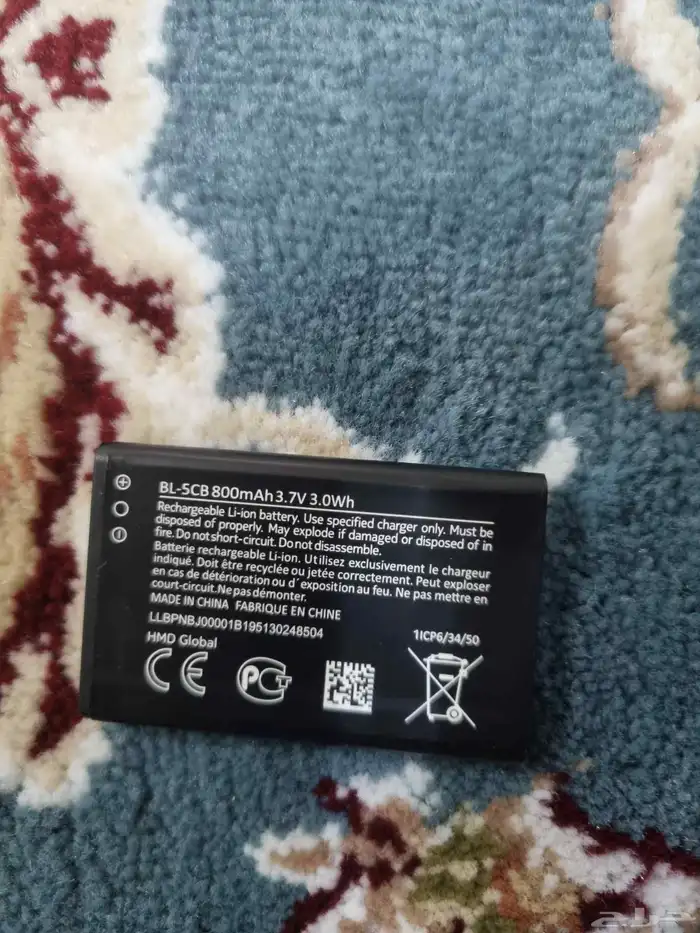 BL-5CB 800mAh 3.7V 3.0Wh
Rechargeable Li-ion battery. Use specified charger only. Must be
disposed of properly. May explode if damaged or disposed of in
fire. Do not short-circuit. Do not disassemble.
Batterie rechargeable Li-ion. Utilisez exclusivement le chargeur
indiqué. Doit être recyclée ou jetée correctement. Peut exploser
en cas de détérioration ou d´exposition au feu. Ne pas mettre en
court-circuit. Ne pas démonter.
MADE IN CHINA FABRIQUE EN CHINE
LLBPNBJ00001B195130248504
HMD Global
1ICP6/34/50
CE
PCT
حراج